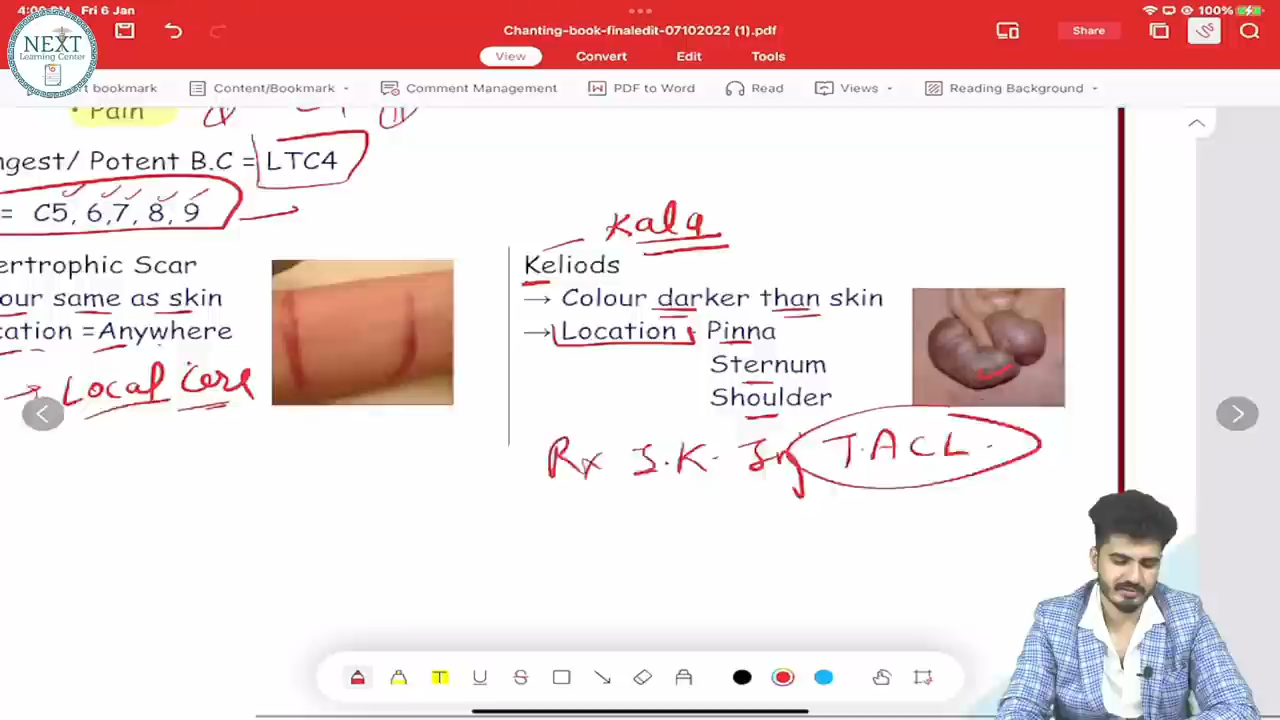 4:00 PM Fri 6 Jan
100%
NEXT
Learning Center
Chanting-book-finaledit-07102022 (1).pdf
Share
View Convert Edit Tools
bookmark Content/Bookmark Comment Management PDF to Word Read Views Reading Background
• Pain
ngest/ Potent B.C = LTC4
= C5, 6,7, 8, 9
ertrophic Scar
our same as skin
cation =Anywhere
→ Local Care
Kala
Keliods
→ Colour darker than skin
→ Location Pinna
Sternum
Shoulder
Rx I.K. Inj T.A.C.L.
T U S